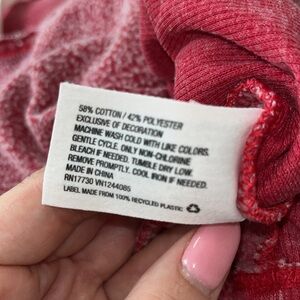 58% COTTON / 42% POLYESTER
EXCLUSIVE OF DECORATION
MACHINE WASH COLD WITH LIKE COLORS.
GENTLE CYCLE. ONLY NON-CHLORINE
BLEACH IF NEEDED. TUMBLE DRY LOW.
REMOVE PROMPTLY. COOL IRON IF NEEDED.
MADE IN CHINA
RN17730 VN1244085
LABEL MADE FROM 100% RECYCLED PLASTIC